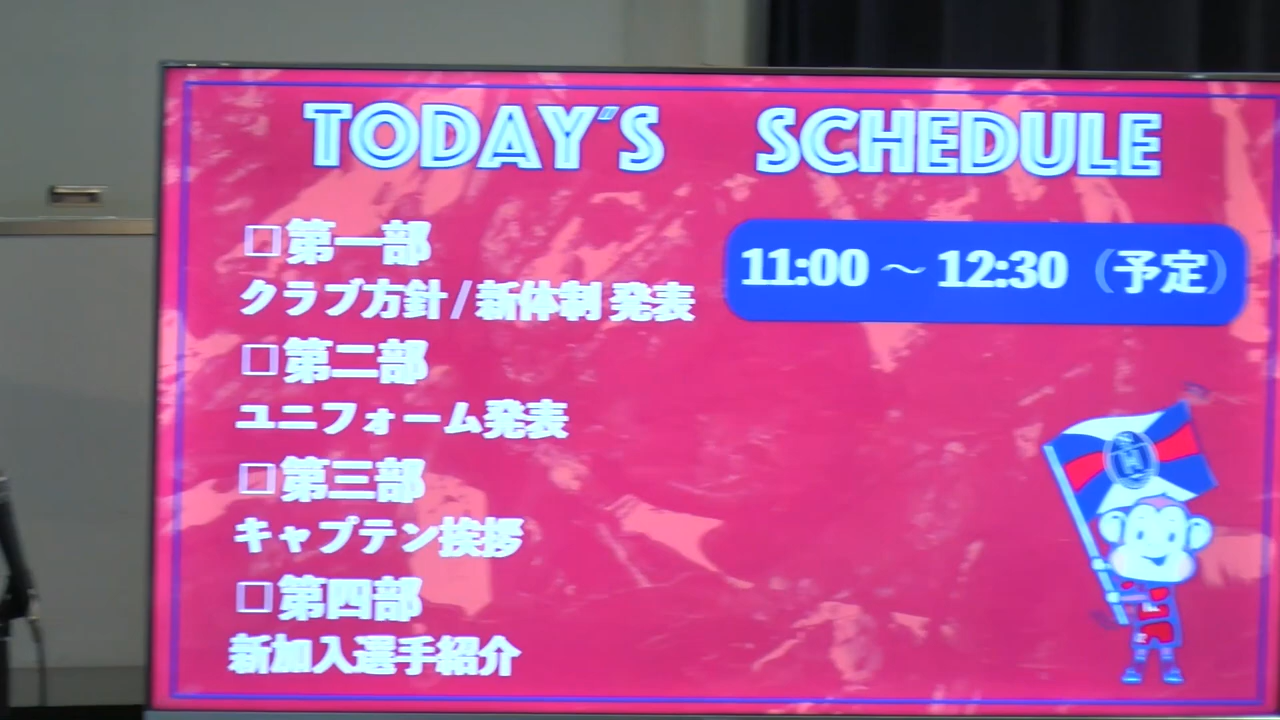 TODAY'S SCHEDULE
□第一部
11:00 ～ 12:30（予定）
クラブ方針/新体制 発表
□第二部
ユニフォーム発表
□第三部
キャプテン挨拶
□第四部
新加入選手紹介